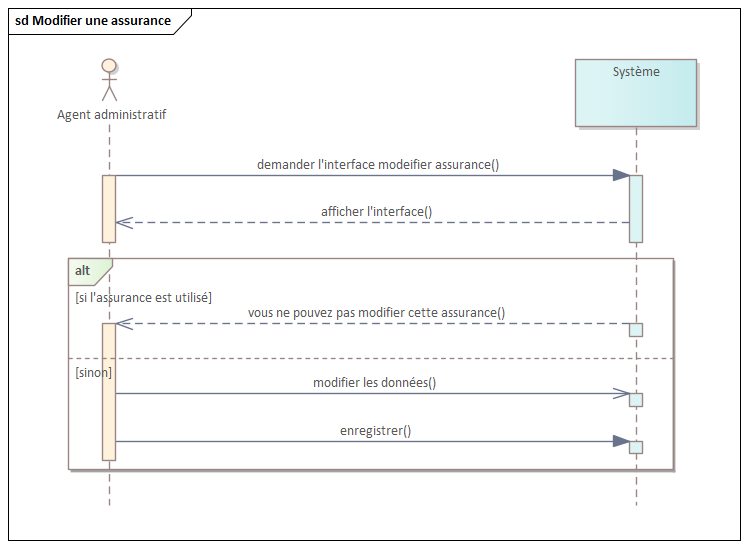 sd Modifier une assurance
Système
Agent administratif
demander l'interface modeifier assurance()
afficher l'interface()
alt
[si l'assurance est utilisé]
vous ne pouvez pas modifier cette assurance()
[sinon]
modifier les données()
enregistrer()